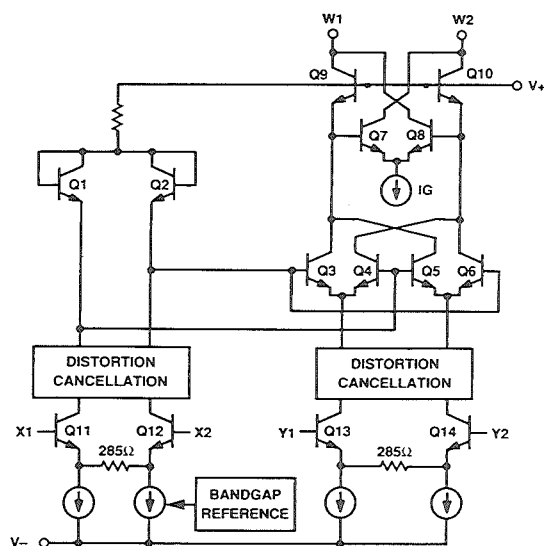 W1 W2
Q9 Q10
V+
Q7 Q8
IG
Q1 Q2
Q3 Q4 Q5 Q6
DISTORTION
CANCELLATION
DISTORTION
CANCELLATION
X1 Q11 Q12 X2
285Ω
Y1 Q13 Q14 Y2
285Ω
BANDGAP
REFERENCE
V–